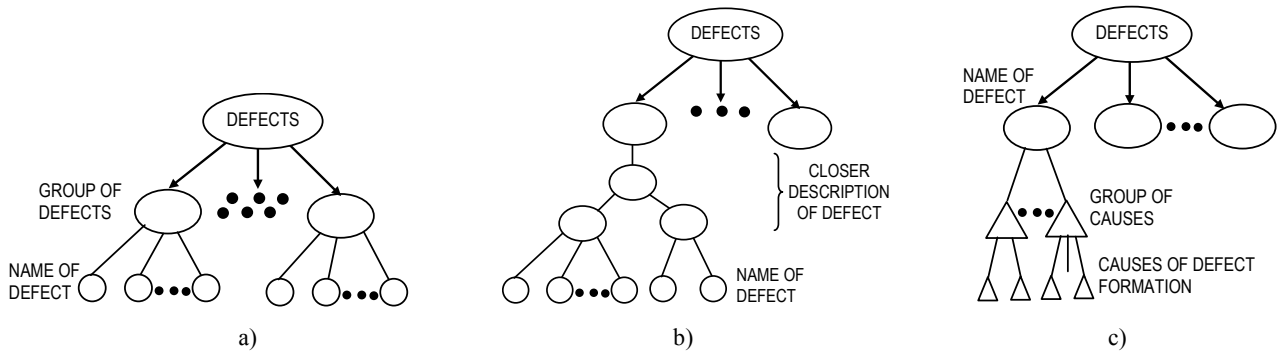 DEFECTS
GROUP OF
DEFECTS
NAME OF
DEFECT
a)
DEFECTS
CLOSER
DESCRIPTION
OF DEFECT
NAME OF
DEFECT
b)
DEFECTS
NAME OF
DEFECT
GROUP OF
CAUSES
CAUSES OF DEFECT
FORMATION
c)